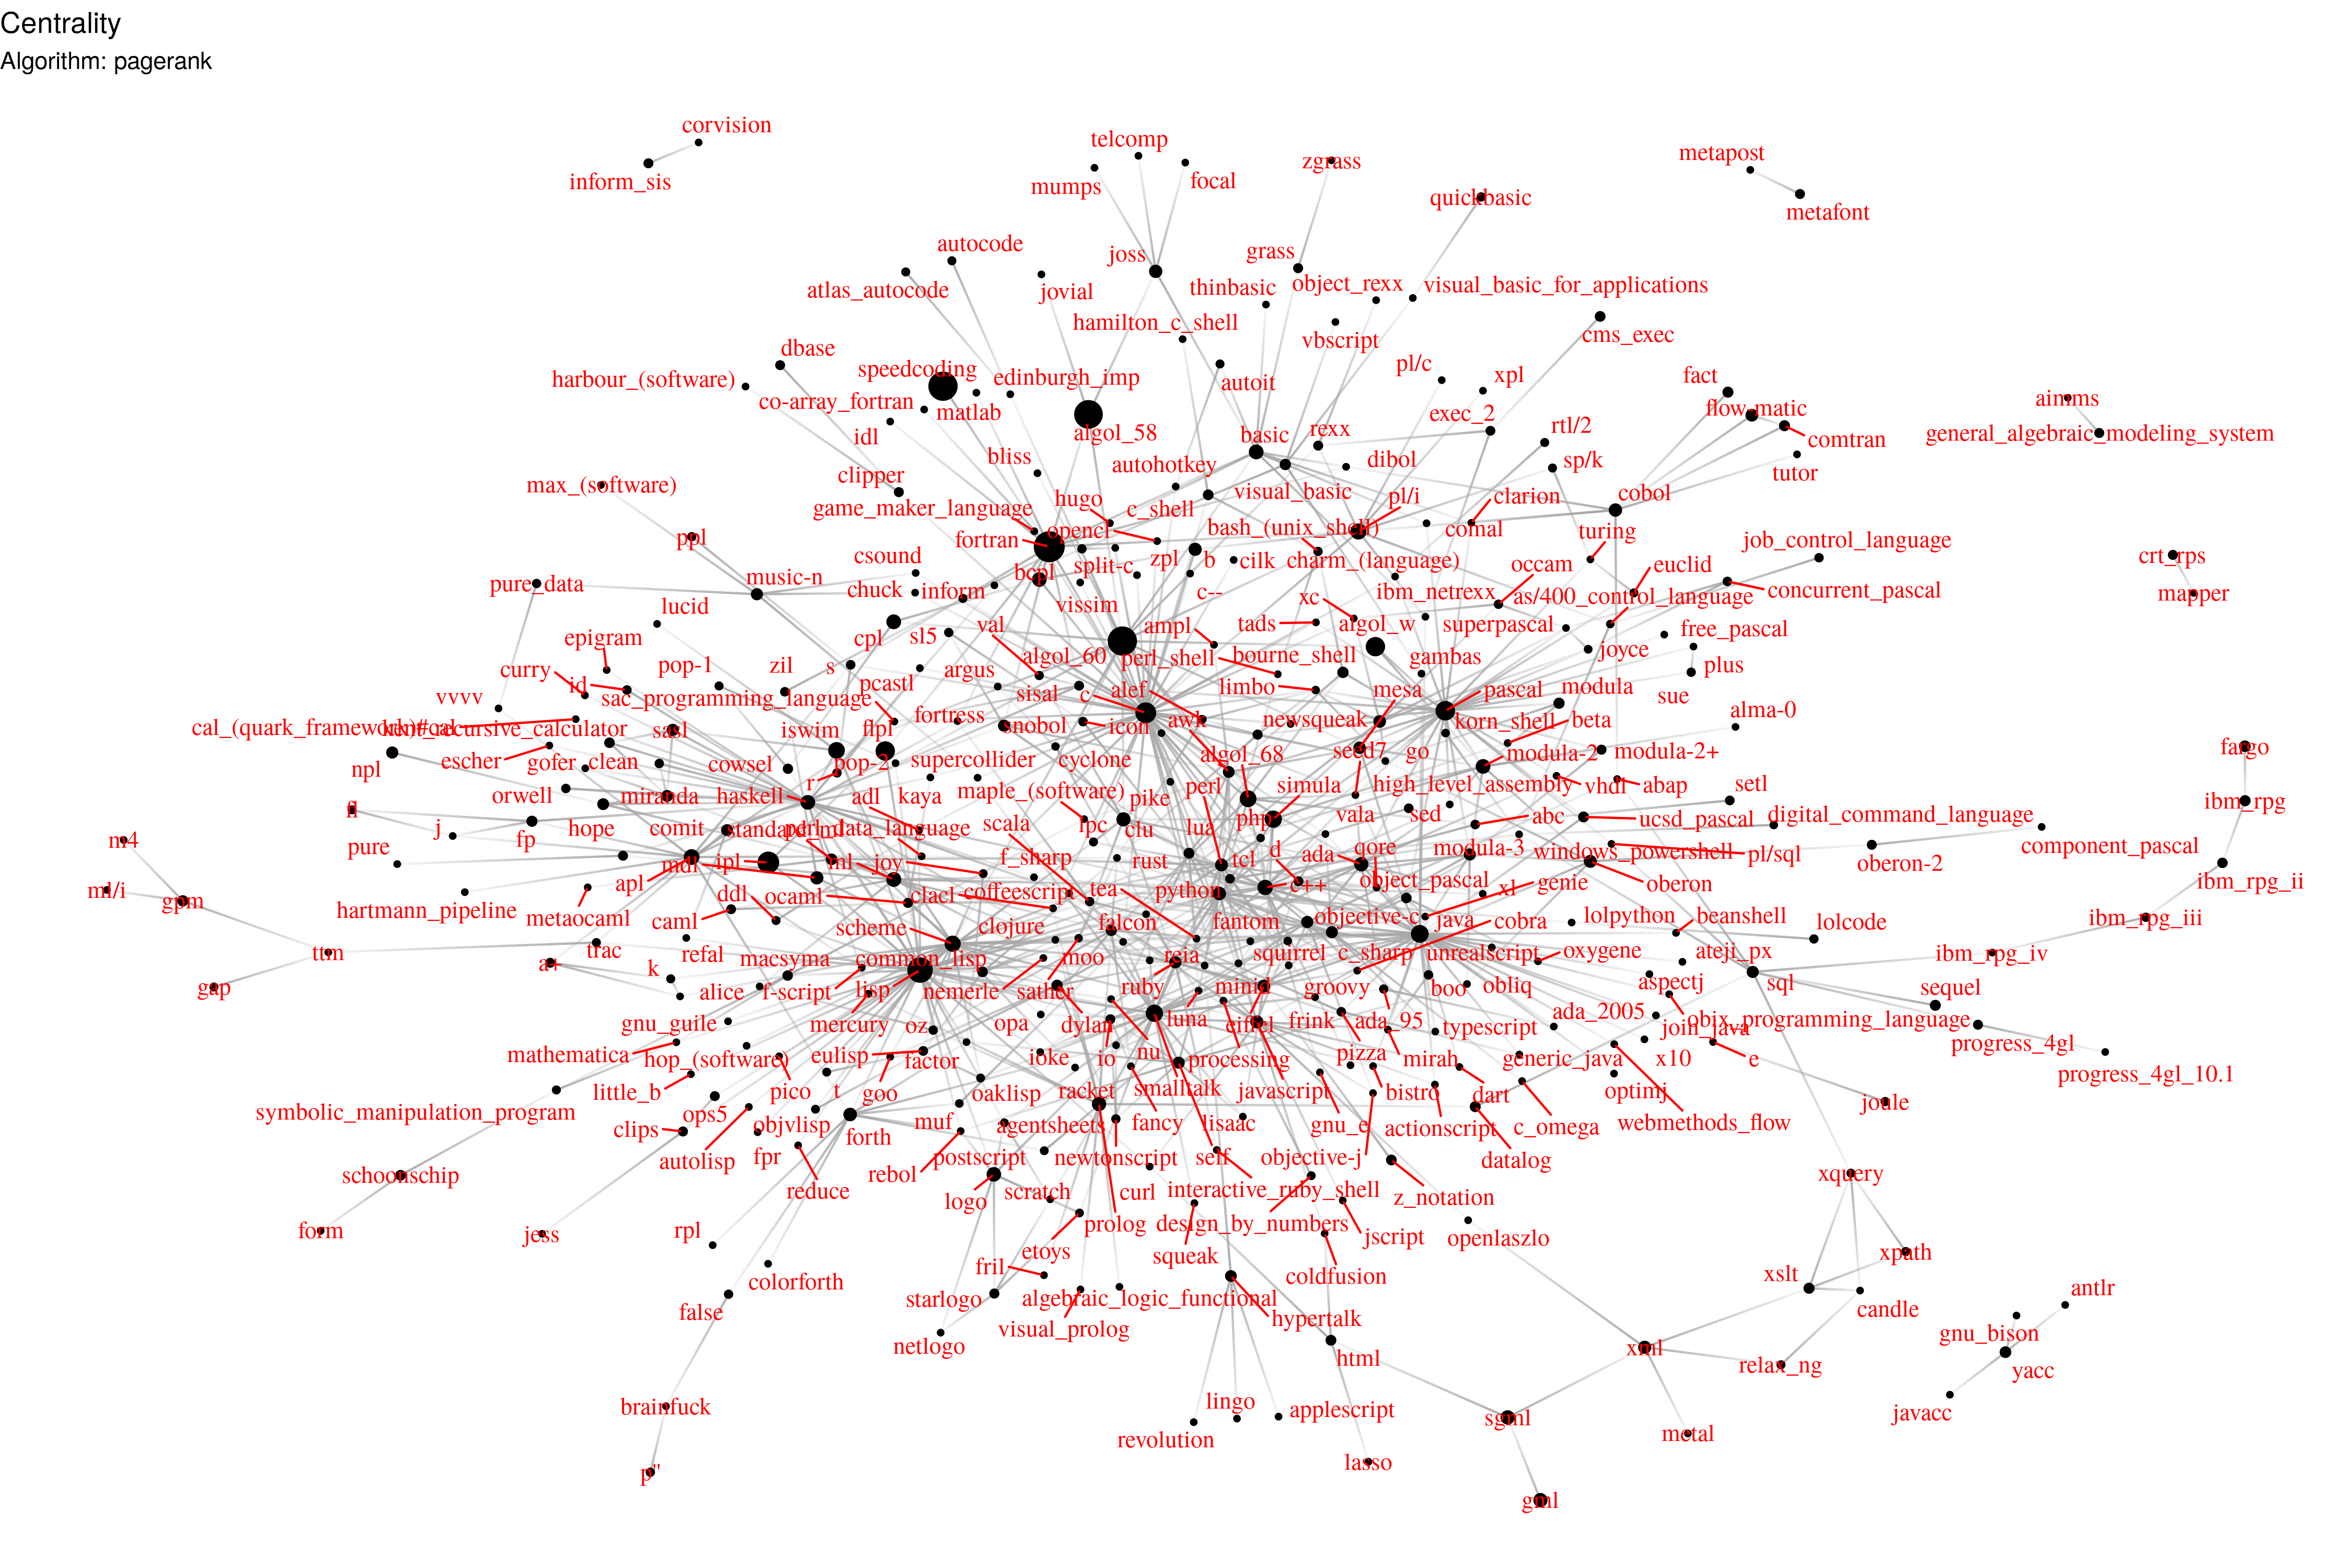 Centrality
Algorithm: pagerank
corvision
telcomp
metapost
zgrass
inform_sis
mumps
focal
quickbasic
metafont
autocode
joss
grass
atlas_autocode
jovial
thinbasic
object_rexx
visual_basic_for_applications
hamilton_c_shell
vbscript
cms_exec
dbase
harbour_(software)
speedcoding
edinburgh_imp
autoit
pl/c
xpl
fact
co-array_fortran
matlab
flow-matic
aimms
idl
algol_58
basic
rexx
exec_2
rtl/2
comtran
general_algebraic_modeling_system
bliss
autohotkey
dibol
sp/k
tutor
clipper
max_(software)
hugo
visual_basic
pl/i
clarion
cobol
game_maker_language
c_shell
bash_(unix_shell)
comal
turing
fortran
opencl
ppl
job_control_language
csound
bcpl
split-c
zpl
b
cilk
charm_(language)
occam
euclid
crt_rps
pure_data
music-n
chuck
inform
vissim
c--
xc
ibm_netrexx
as/400_control_language
concurrent_pascal
mapper
lucid
val
ampl
tads
algol_w
superpascal
free_pascal
epigram
cpl
sl5
algol_60
perl_shell
bourne_shell
gambas
joyce
plus
curry
id
pop-1
zil
s
pcastl
argus
sisal
c
alef
limbo
mesa
pascal
modula
sue
vvvv
sac_programming_language
fortress
snobol
icon
awk
newsqueak
korn_shell
beta
alma-0
cal_(quark_framework)
sasl
iswim
flpl
escher
gofer
clean
cowsel
pop-2
supercollider
cyclone
algol_68
seed7
go
modula-2
modula-2+
fargo
npl
orwell
miranda
haskell
r
adl
kaya
maple_(software)
pike
perl
simula
high_level_assembly
vhdl
abap
setl
ibm_rpg
fl
j
fp
hope
comit
standard_ml
perl_data_language
scala
lpc
clu
lua
php
vala
sed
abc
ucsd_pascal
digital_command_language
m4
pure
mdl
ipl
ml
joy
f_sharp
rust
tcl
d
ada
qore
modula-3
windows_powershell
pl/sql
oberon-2
component_pascal
ml/i
gpm
apl
ddl
ocaml
clacl
coffeescript
tea
python
c++
object_pascal
xl
genie
oberon
ibm_rpg_ii
hartmann_pipeline
metaocaml
caml
scheme
clojure
falcon
fantom
objective-c
java
cobra
lolpython
beanshell
lolcode
ibm_rpg_iii
ttm
trac
refal
macsyma
common_lisp
moo
reia
squirrel
c_sharp
unrealscript
oxygene
ateji_px
ibm_rpg_iv
a+
k
gap
alice
f-script
lisp
nemerle
sather
ruby
minid
groovy
boo
obliq
aspectj
sql
sequel
gnu_guile
mercury
oz
opa
dylan
luna
eiffel
frink
ada_95
typescript
ada_2005
join_java
objx_programming_language
mathematica
hop_(software)
eulisp
factor
ioke
io
nu
processing
pizza
mirah
generic_java
x10
e
progress_4gl
progress_4gl_10.1
little_b
pico
t
goo
oaklisp
racket
smalltalk
javascript
bistro
dart
optimj
joule
symbolic_manipulation_program
ops5
clips
objvlisp
forth
muf
agentsheets
fancy
lisaac
gnu_e
actionscript
c_omega
webmethods_flow
autolisp
fpr
rebol
postscript
newtonscript
self
objective-j
datalog
schoonschip
reduce
logo
scratch
curl
interactive_ruby_shell
z_notation
xquery
form
jess
rpl
etoys
prolog
design_by_numbers
squeak
jscript
openlaszlo
xpath
colorforth
fril
coldfusion
xslt
false
starlogo
algebraic_logic_functional
hypertalk
candle
antlr
visual_prolog
gnu_bison
netlogo
html
xml
relax_ng
yacc
brainfuck
lingo
applescript
revolution
sgml
metal
javacc
lasso
p"
gml